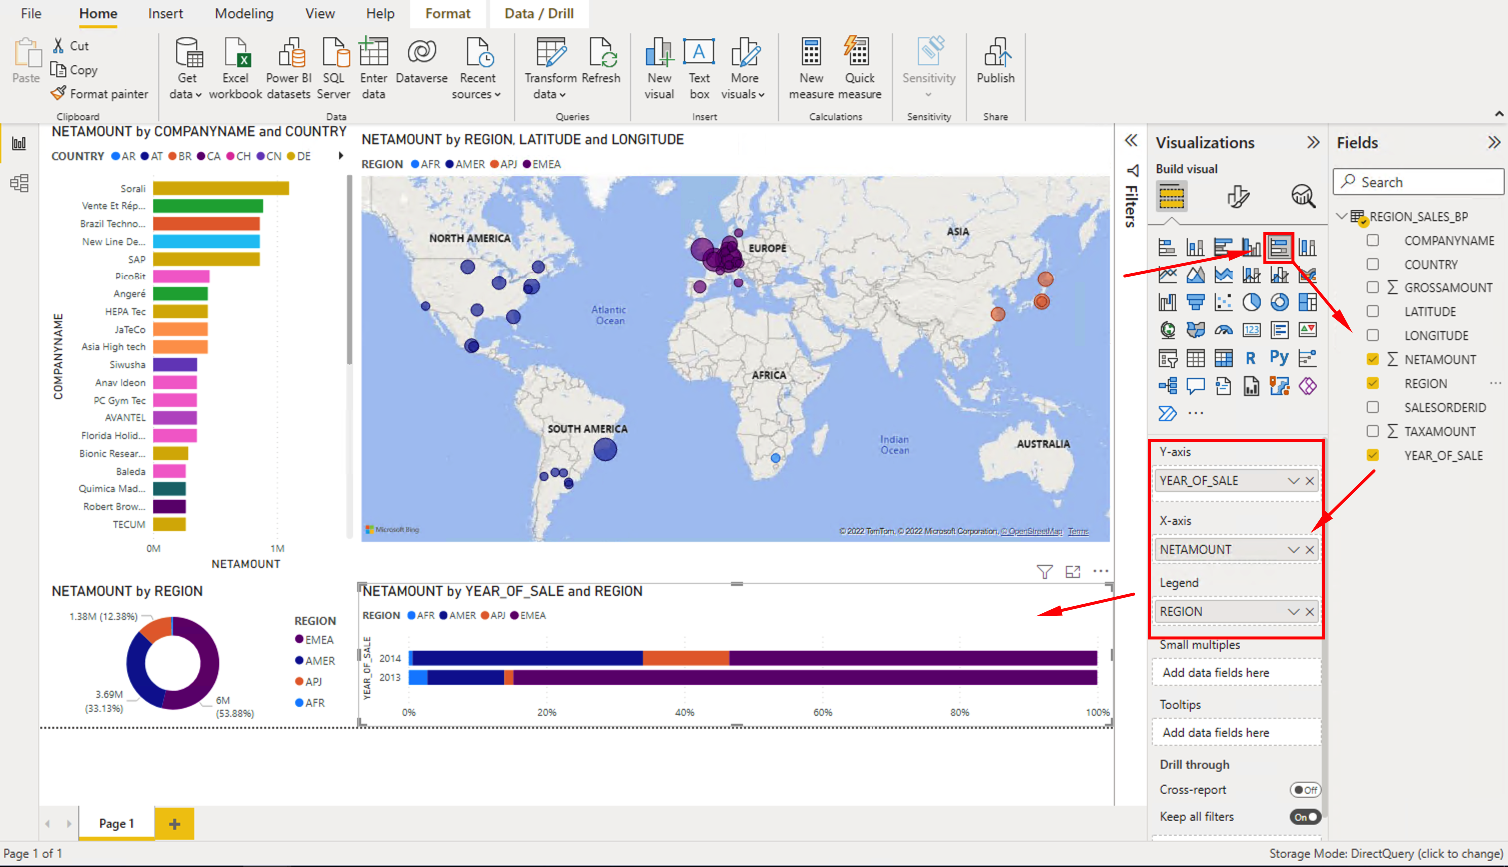 File Home Insert Modeling View Help Format Data / Drill
Paste
Cut
Copy
Format painter
Clipboard
Get data
Excel workbook
Power BI datasets
SQL Server
Enter data
Dataverse
Recent sources
Data
Transform data
Refresh
Queries
New visual
Text box
More visuals
Insert
New measure
Quick measure
Calculations
Sensitivity
Sensitivity
Publish
Share
NETAMOUNT by COMPANYNAME and COUNTRY
COUNTRY AR AT BR CA CH CN DE
COMPANYNAME
Sorali
Vente Et Rép...
Brazil Techno...
New Line De...
SAP
PicoBit
Angeré
HEPA Tec
JaTeCo
Asia High tech
Siwusha
Anav Ideon
PC Gym Tec
AVANTEL
Florida Holid...
Bionic Resear...
Baleda
Quimica Mad...
Robert Brow...
TECUM
0M 1M
NETAMOUNT
NETAMOUNT by REGION, LATITUDE and LONGITUDE
REGION AFR AMER APJ EMEA
NORTH AMERICA
EUROPE
ASIA
Atlantic
Ocean
AFRICA
SOUTH AMERICA
Indian
Ocean
AUSTRALIA
Microsoft Bing
© 2022 TomTom, © 2022 Microsoft Corporation, © OpenStreetMap Terms
NETAMOUNT by REGION
1.38M (12.38%)
3.69M
(33.13%)
6M
(53.88%)
REGION
EMEA
AMER
APJ
AFR
NETAMOUNT by YEAR_OF_SALE and REGION
REGION AFR AMER APJ EMEA
YEAR_OF_SALE
2014
2013
0% 20% 40% 60% 80% 100%
Filters
Visualizations
Build visual
123
R
Py
Y-axis
YEAR_OF_SALE
X-axis
NETAMOUNT
Legend
REGION
Small multiples
Add data fields here
Tooltips
Add data fields here
Drill through
Cross-report Off
Keep all filters On
Fields
Search
REGION_SALES_BP
COMPANYNAME
COUNTRY
GROSSAMOUNT
LATITUDE
LONGITUDE
NETAMOUNT
REGION
SALESORDERID
TAXAMOUNT
YEAR_OF_SALE
Page 1
Page 1 of 1
Storage Mode: DirectQuery (click to change)